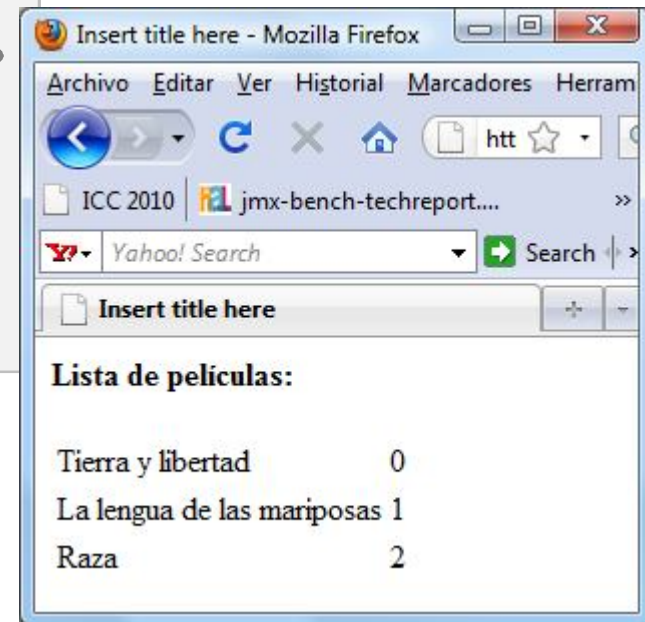 Insert title here - Mozilla Firefox
Archivo Editar Ver Historial Marcadores Herram
htt
ICC 2010 jmx-bench-techreport....
Yahoo! Search Search
Insert title here
Lista de películas:
Tierra y libertad 0
La lengua de las mariposas 1
Raza 2